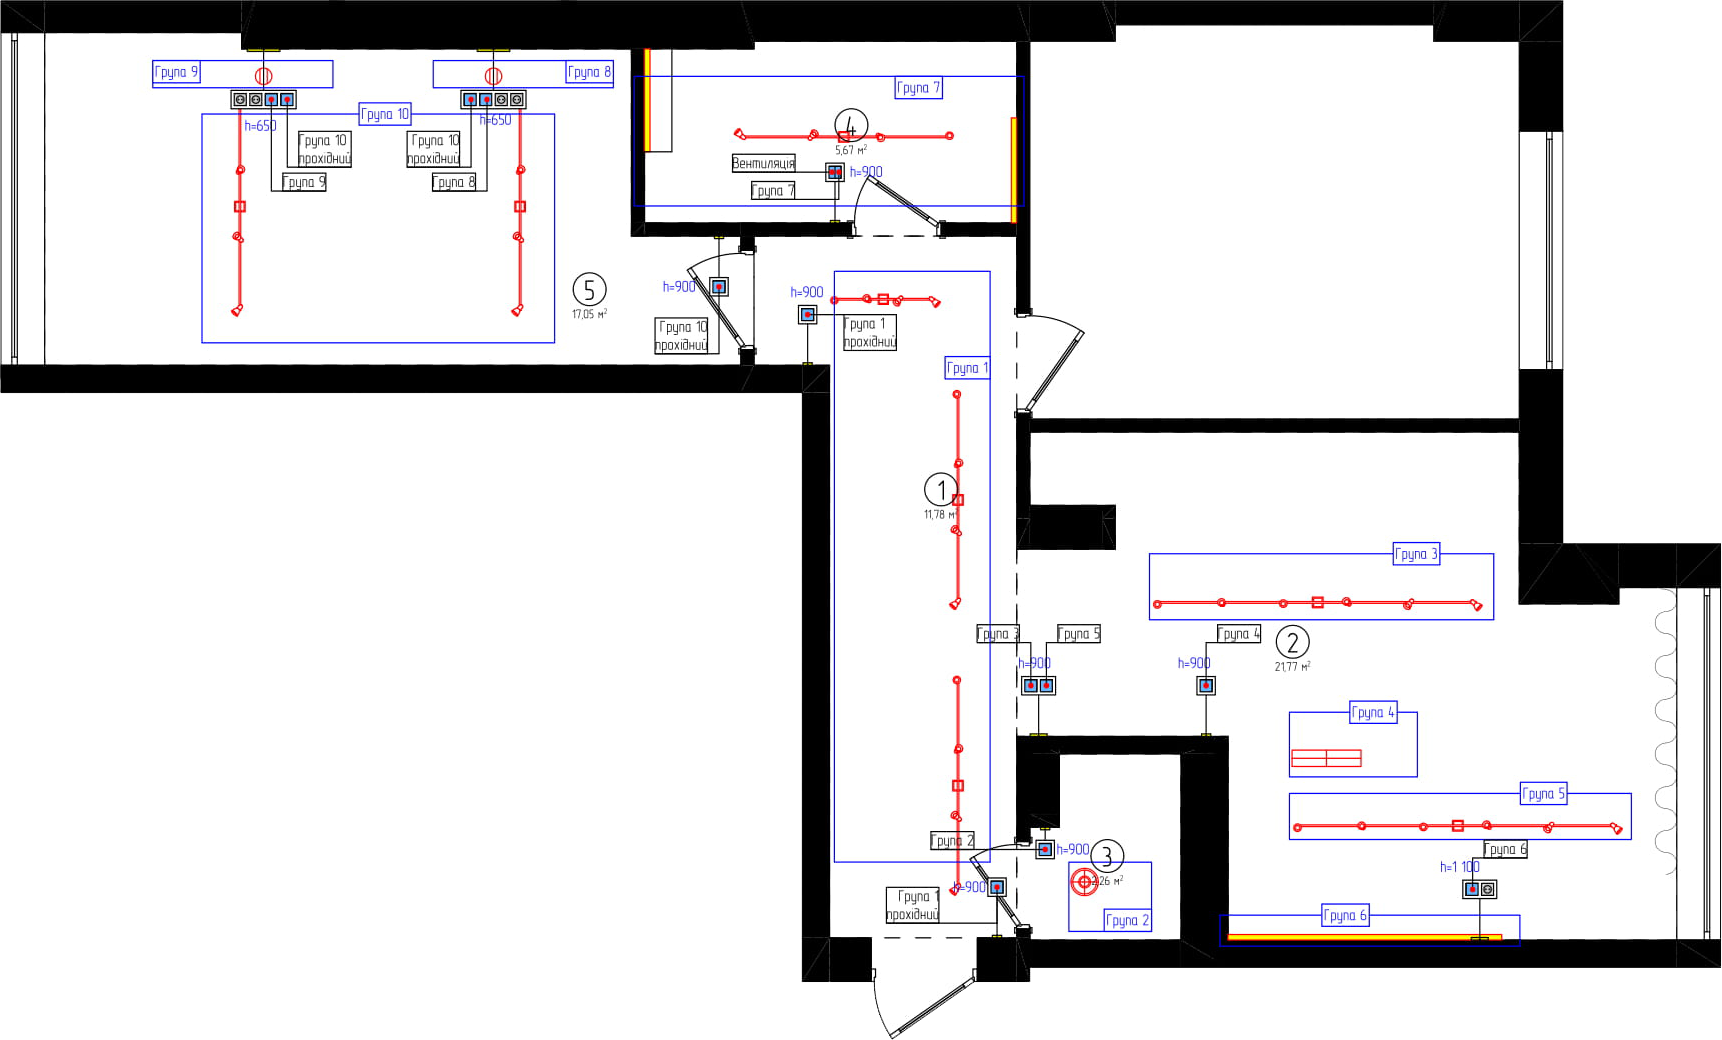 Група 9
Група 8
Група 7
Група 10
h=650
h=650
4
5,67 м²
Група 10
прохідний
Група 10
прохідний
Група 9
Група 8
Вентиляція
h=900
Група 7
5
17,05 м²
h=900
h=900
Група 10
прохідний
Група 1
прохідний
Група 1
1
11,78 м²
Група 3
Група 3
Група 5
Група 4
2
21,77 м²
h=900
h=900
Група 4
Група 5
Група 2
h=900
3
2,26 м²
Група 6
h=1 100
h=900
Група 1
прохідний
Група 2
Група 6